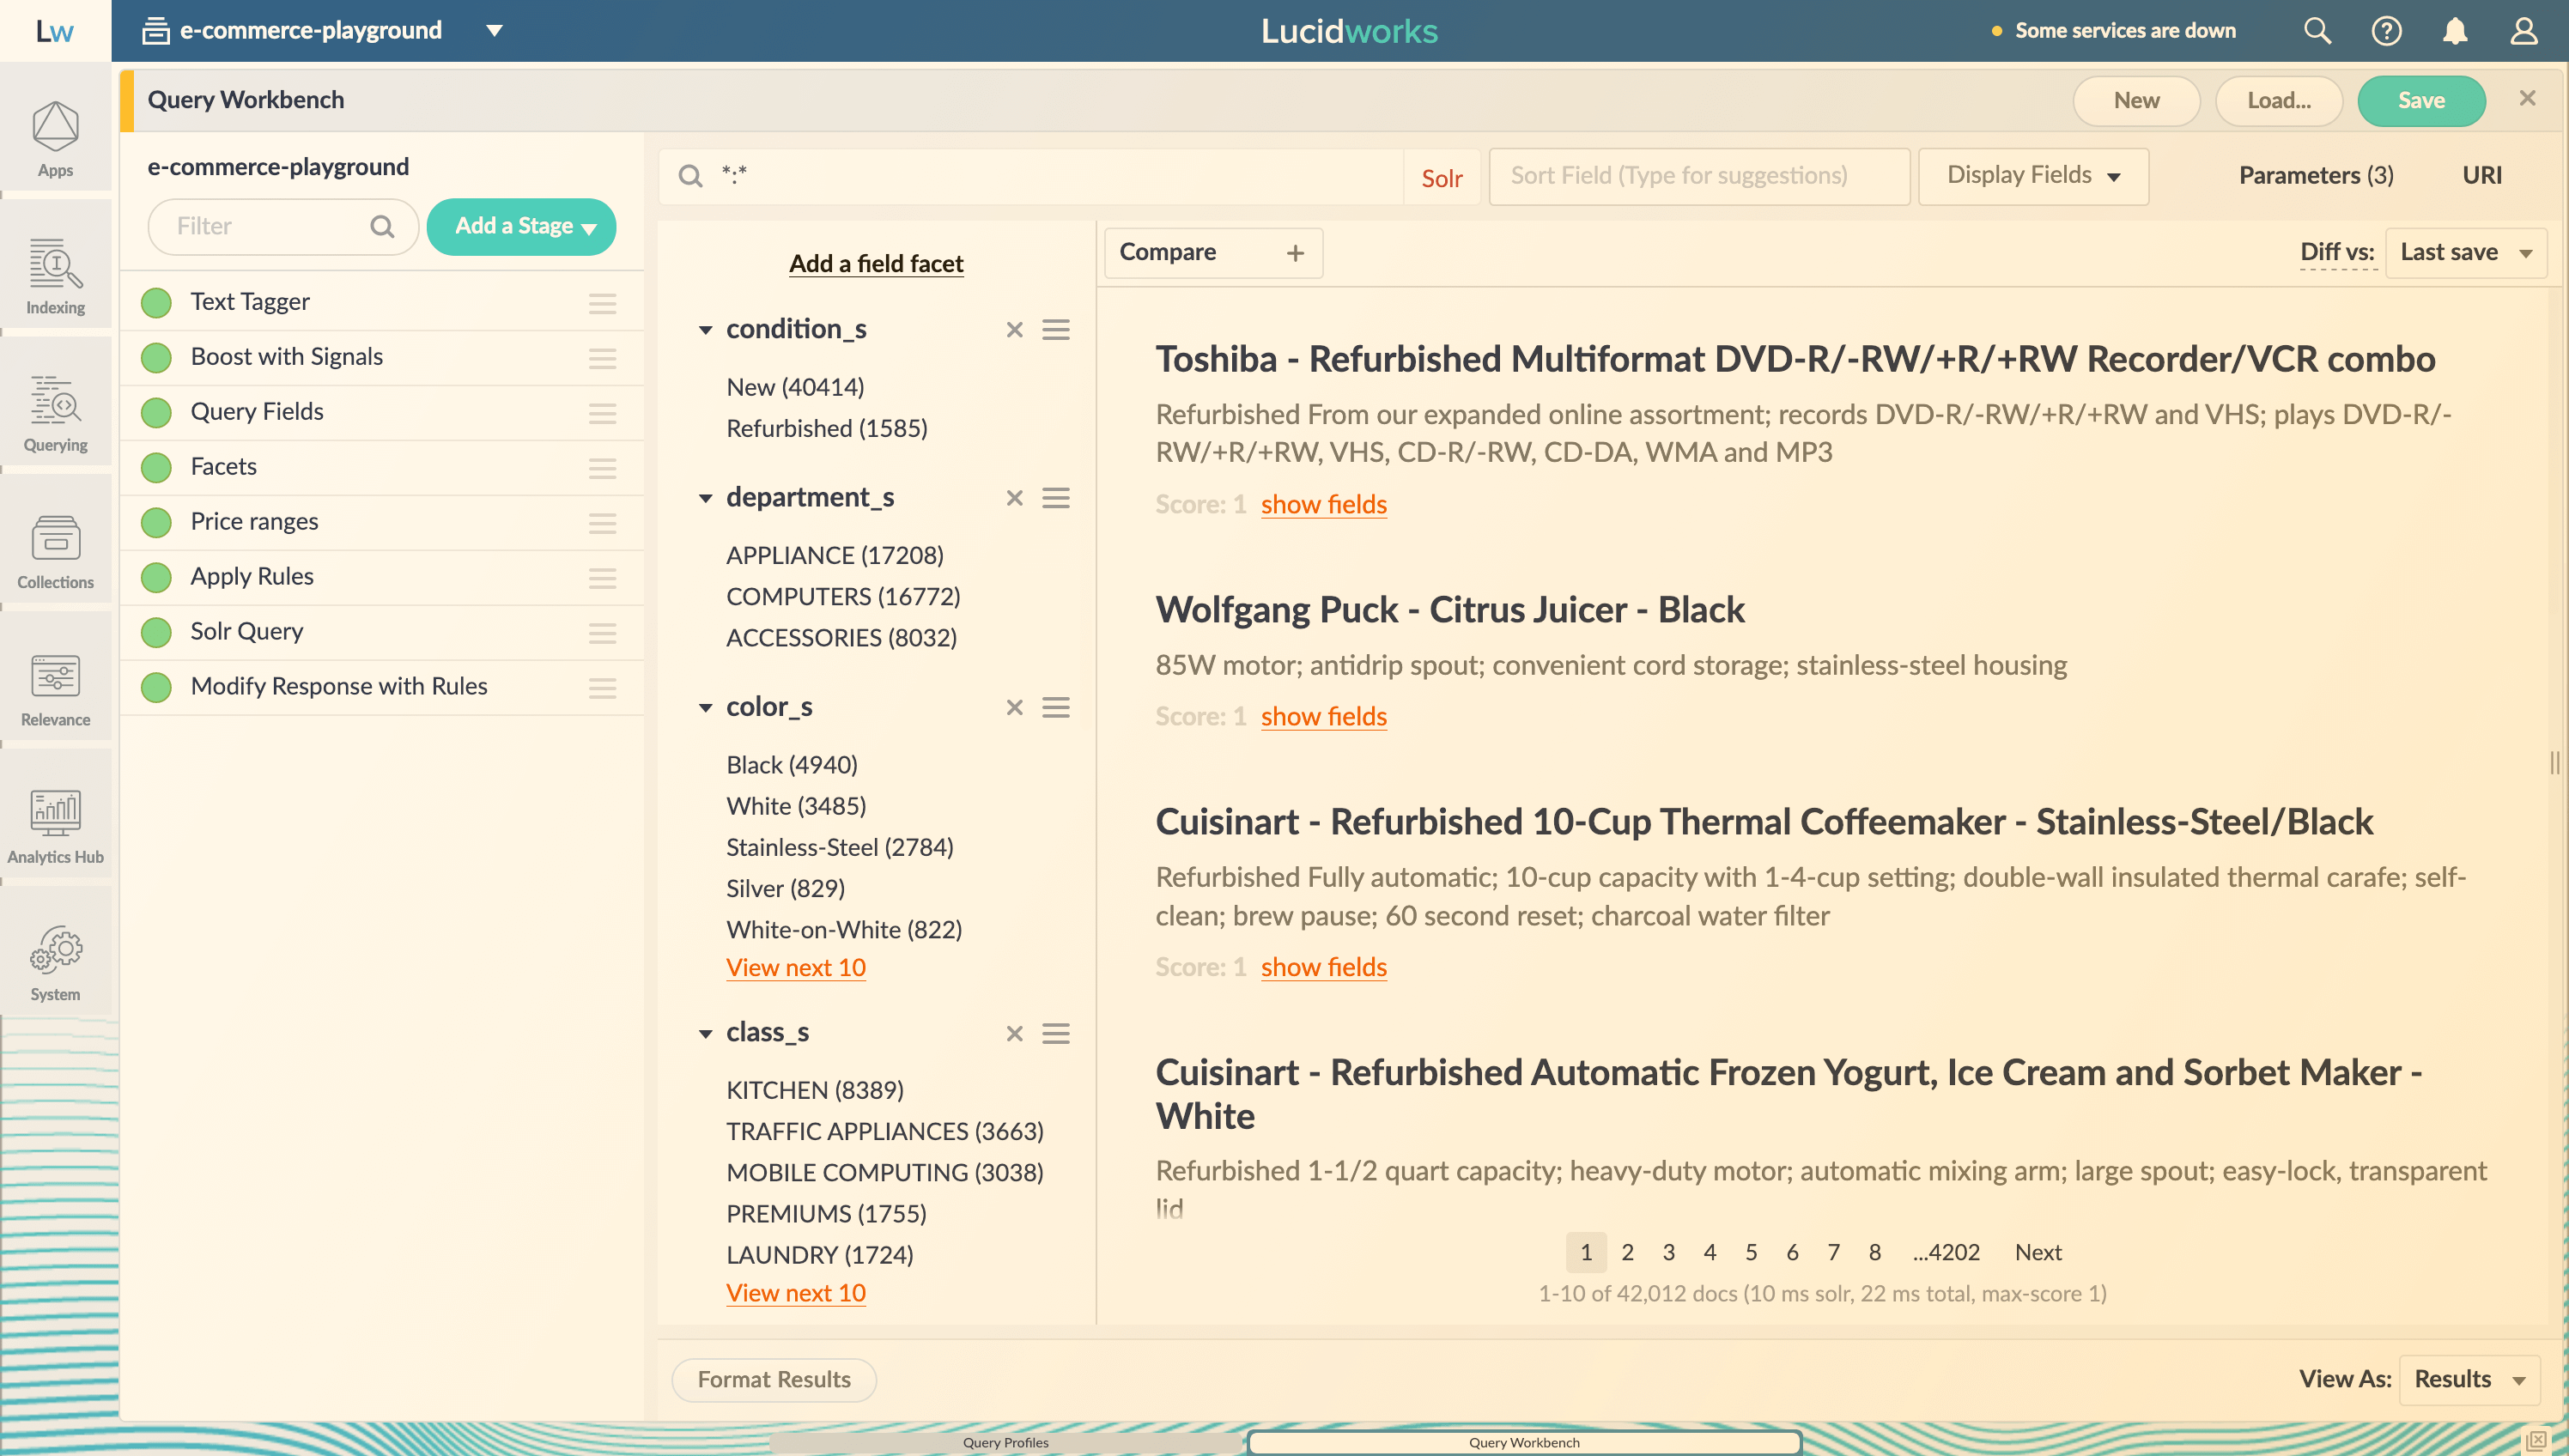 Lw
e-commerce-playground
Lucidworks
Some services are down
Query Workbench
New
Load...
Save
Apps
Indexing
Querying
Collections
Relevance
Analytics Hub
System
e-commerce-playground
Filter
Add a Stage
Text Tagger
Boost with Signals
Query Fields
Facets
Price ranges
Apply Rules
Solr Query
Modify Response with Rules
*:*
Solr
Sort Field (Type for suggestions)
Display Fields
Parameters (3)
URI
Add a field facet
condition_s
New (40414)
Refurbished (1585)
department_s
APPLIANCE (17208)
COMPUTERS (16772)
ACCESSORIES (8032)
color_s
Black (4940)
White (3485)
Stainless-Steel (2784)
Silver (829)
White-on-White (822)
View next 10
class_s
KITCHEN (8389)
TRAFFIC APPLIANCES (3663)
MOBILE COMPUTING (3038)
PREMIUMS (1755)
LAUNDRY (1724)
View next 10
Compare +
Diff vs:
Last save
Toshiba - Refurbished Multiformat DVD-R/-RW/+R/+RW Recorder/VCR combo
Refurbished From our expanded online assortment; records DVD-R/-RW/+R/+RW and VHS; plays DVD-R/-
RW/+R/+RW, VHS, CD-R/-RW, CD-DA, WMA and MP3
Score: 1 show fields
Wolfgang Puck - Citrus Juicer - Black
85W motor; antidrip spout; convenient cord storage; stainless-steel housing
Score: 1 show fields
Cuisinart - Refurbished 10-Cup Thermal Coffeemaker - Stainless-Steel/Black
Refurbished Fully automatic; 10-cup capacity with 1-4-cup setting; double-wall insulated thermal carafe; self-
clean; brew pause; 60 second reset; charcoal water filter
Score: 1 show fields
Cuisinart - Refurbished Automatic Frozen Yogurt, Ice Cream and Sorbet Maker -
White
Refurbished 1-1/2 quart capacity; heavy-duty motor; automatic mixing arm; large spout; easy-lock, transparent
lid
1 2 3 4 5 6 7 8 ...4202 Next
1-10 of 42,012 docs (10 ms solr, 22 ms total, max-score 1)
Format Results
View As:
Results
Query Profiles
Query Workbench